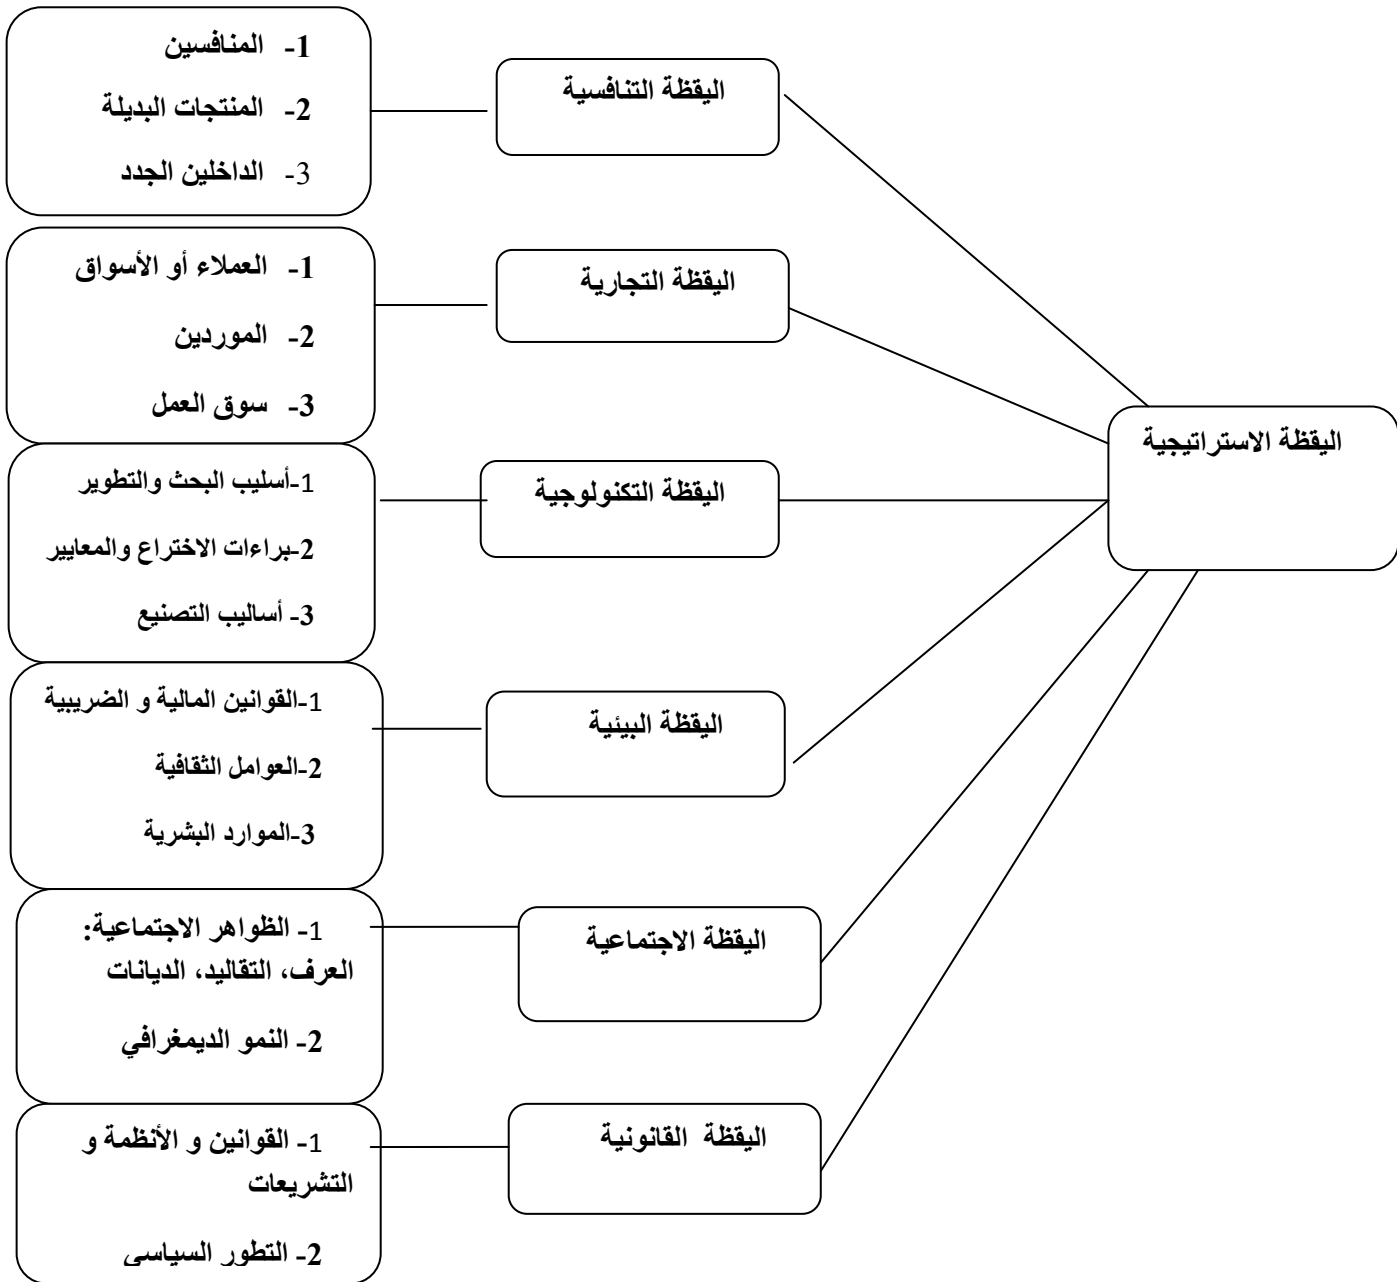 اليقظة الاستراتيجية
اليقظة التنافسية
1- المنافسين
2- المنتجات البديلة
3- الداخلين الجدد
اليقظة التجارية
1- العملاء أو الأسواق
2- الموردين
3- سوق العمل
اليقظة التكنولوجية
1-أسليب البحث والتطوير
2-براءات الاختراع والمعايير
3- أساليب التصنيع
اليقظة البيئية
1-القوانين المالية و الضريبية
2-العوامل الثقافية
3-الموارد البشرية
اليقظة الاجتماعية
1- الظواهر الاجتماعية:
العرف، التقاليد، الديانات
2- النمو الديمغرافي
اليقظة القانونية
1- القوانين و الأنظمة و
التشريعات
2- التطور السياسي